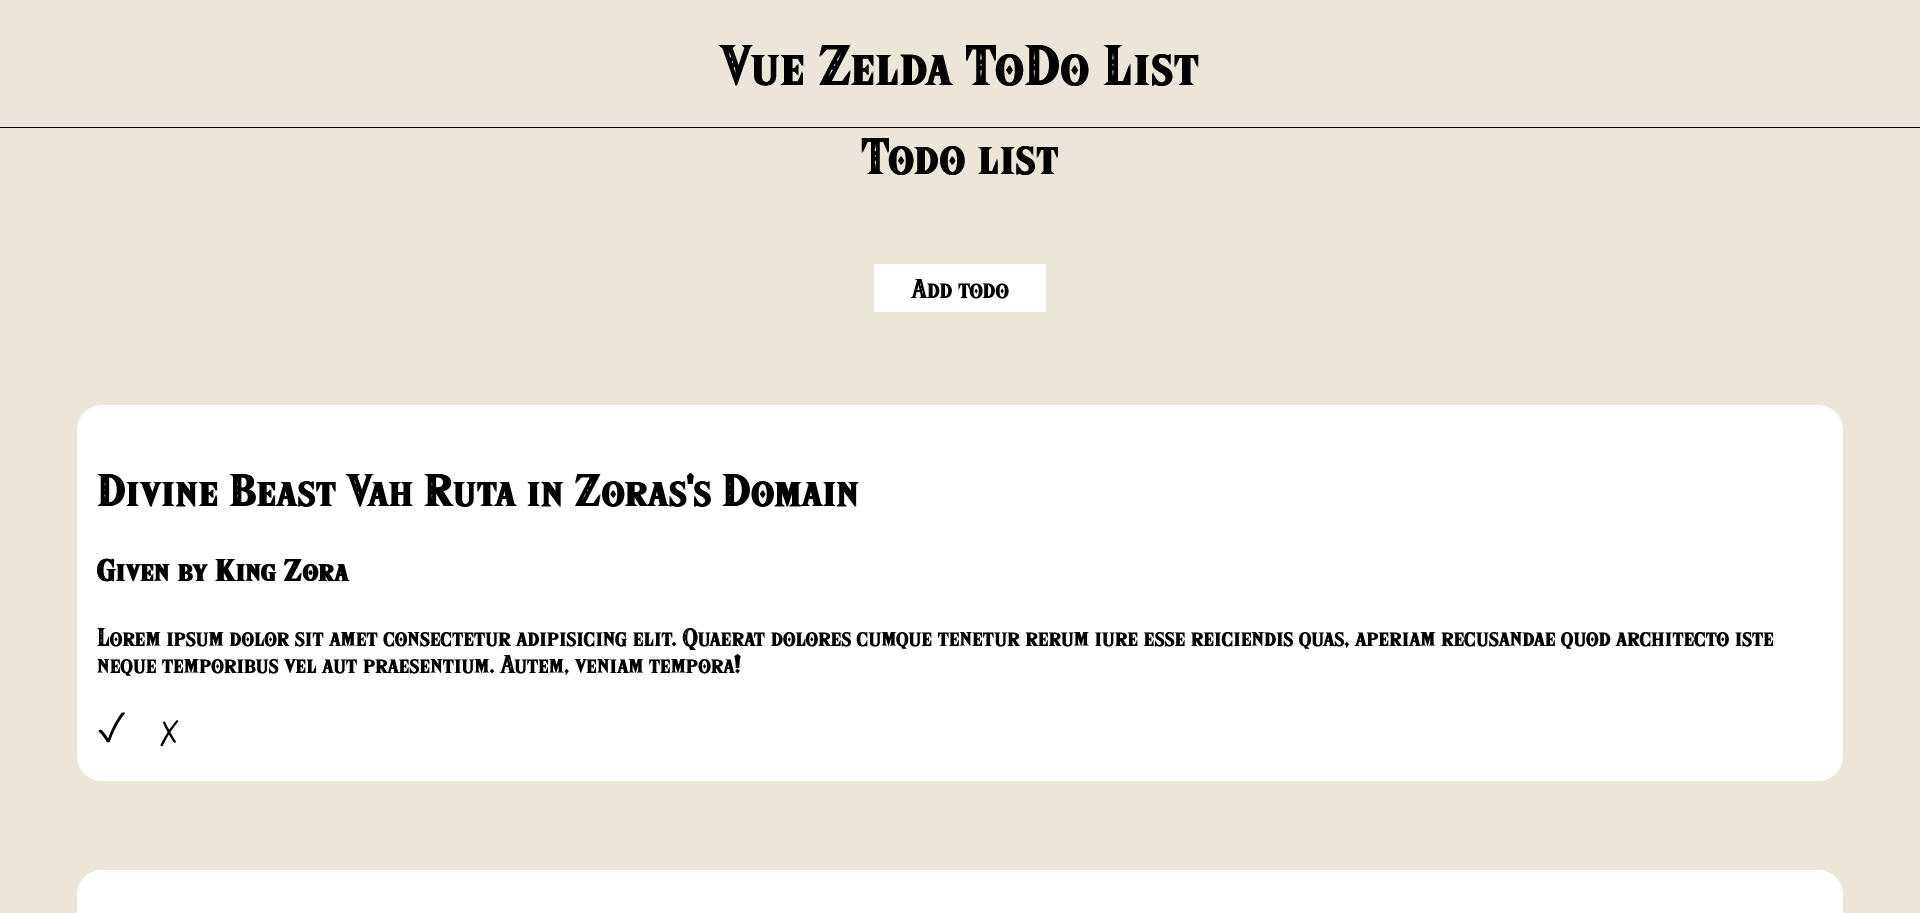 Vue Zelda ToDo List
Todo list
Add todo
Divine Beast Vah Ruta in Zoras's Domain
Given by King Zora
Lorem ipsum dolor sit amet consectetur adipisicing elit. Quaerat dolores cumque tenetur rerum iure esse reiciendis quas, aperiam recusandae quod architecto iste
neque temporibus vel aut praesentium. Autem, veniam tempora!
✓ ✗